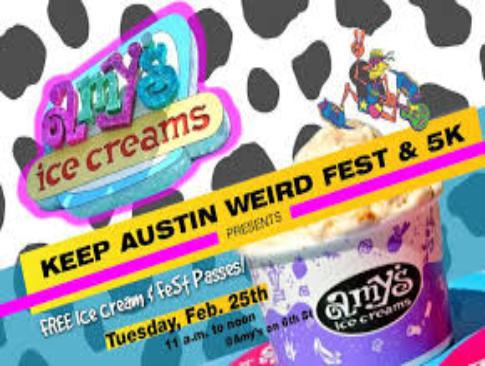 amy's
ice creams
KEEP AUSTIN WEIRD FEST & 5K
PRESENTS
FREE Ice cream & FeSt Passes!
Tuesday, Feb. 25th
11 a.m. to noon
@Amy's on 6th St
amy's
ice creams